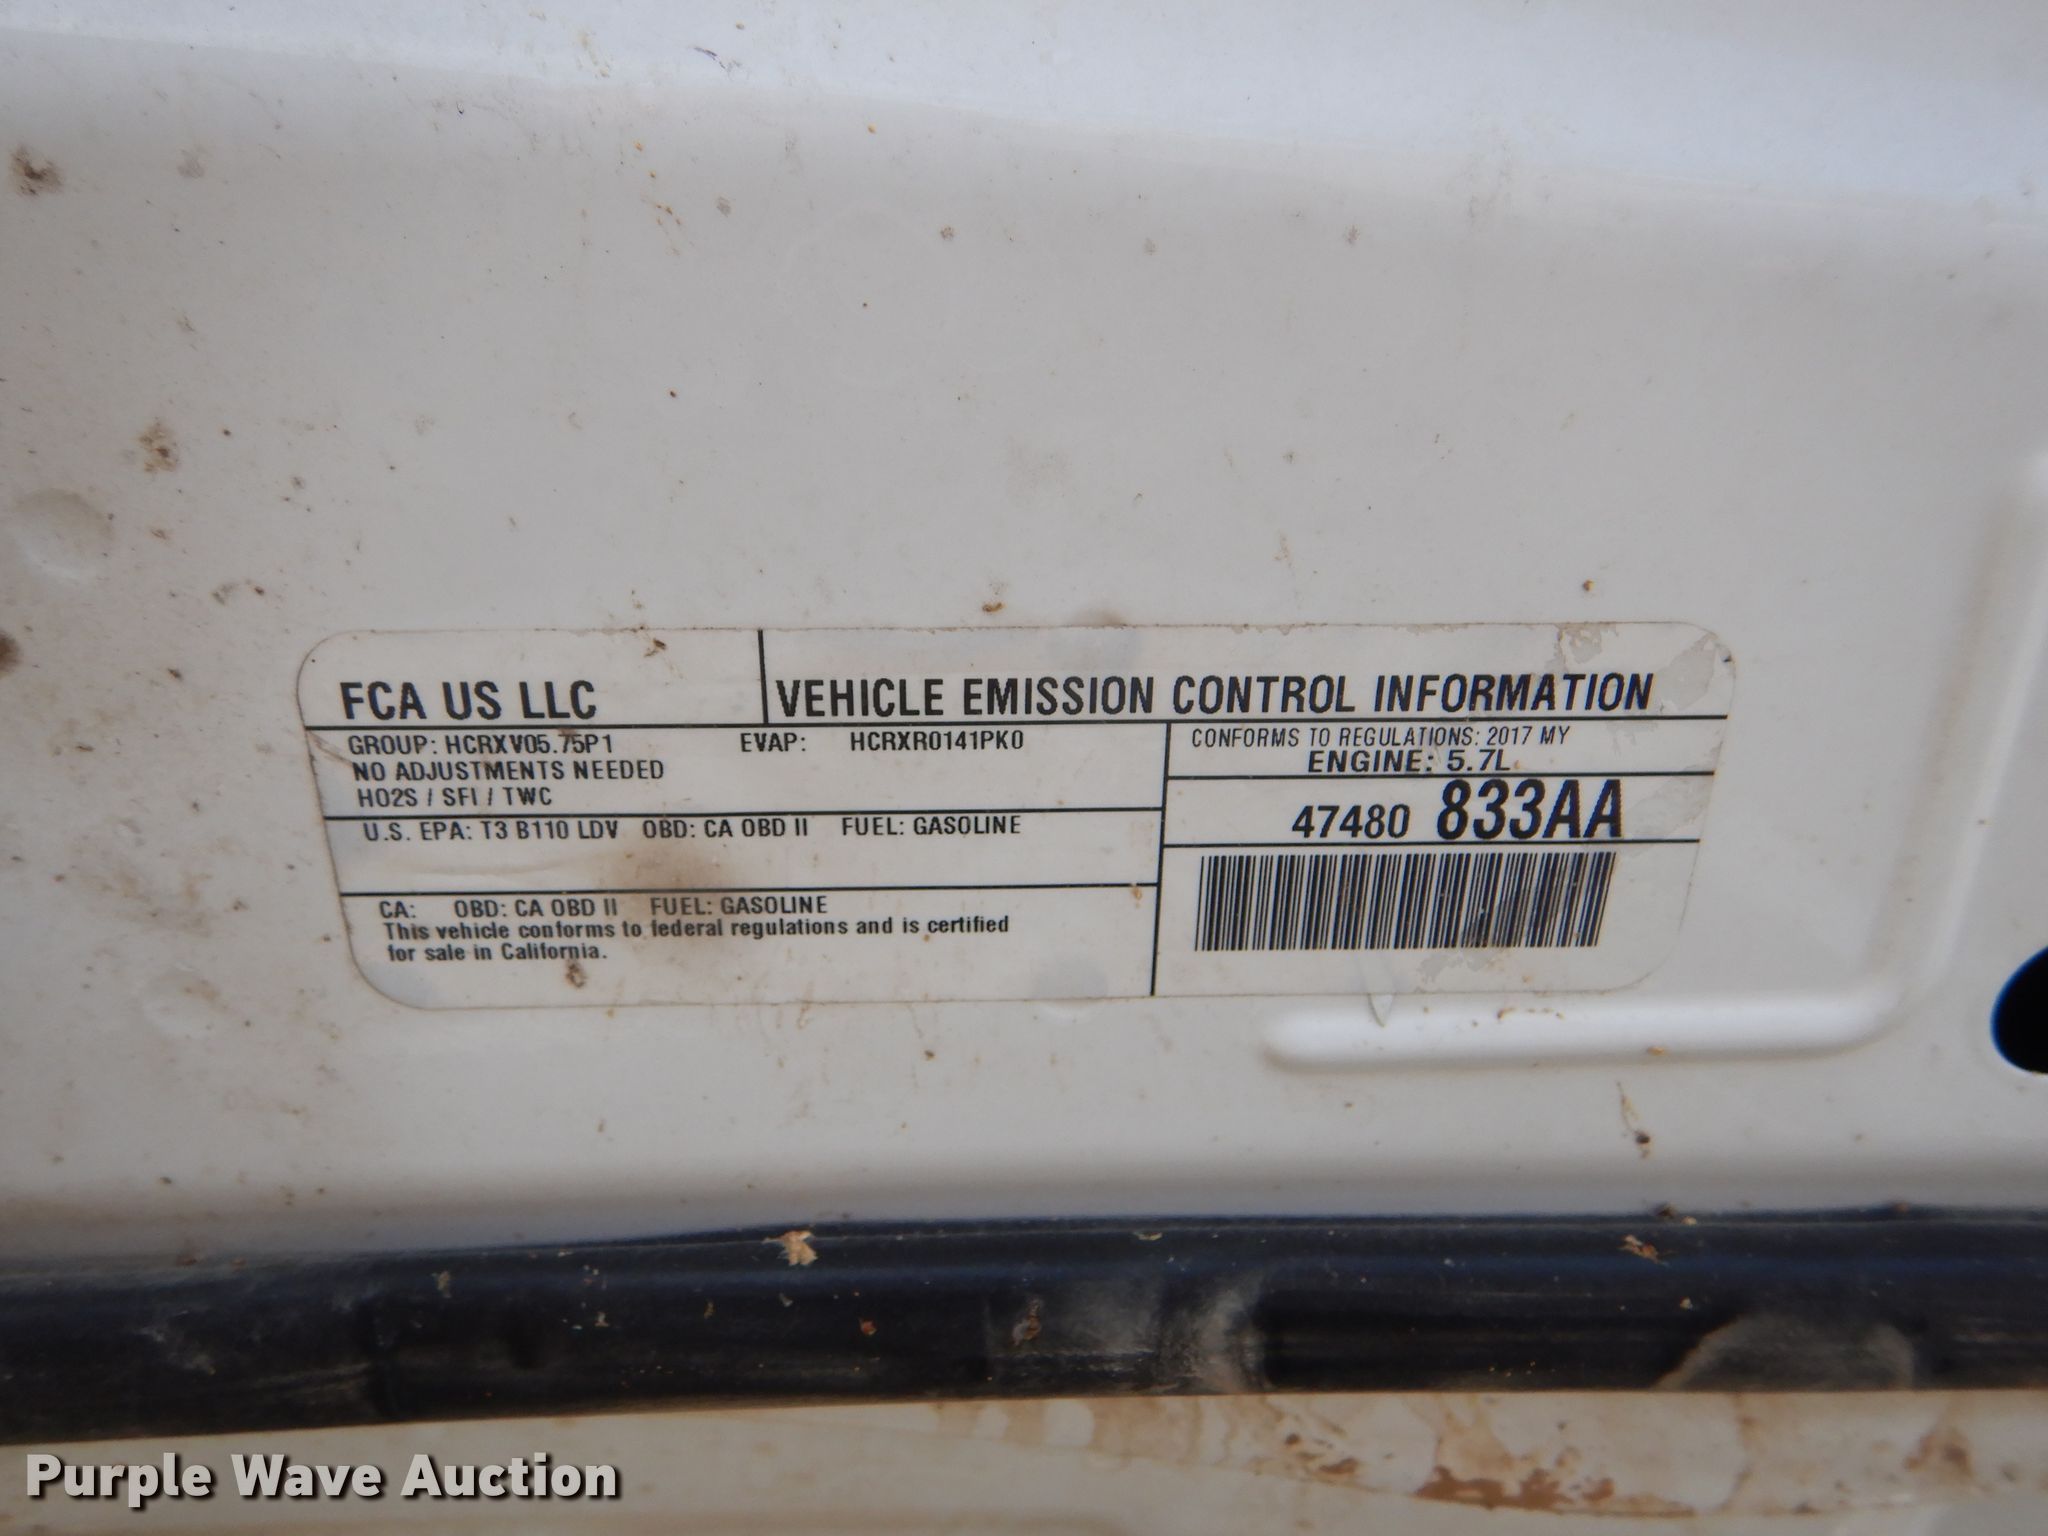 FCA US LLC
VEHICLE EMISSION CONTROL INFORMATION
GROUP: HCRXV05.75P1 EVAP: HCRXR0141PK0
NO ADJUSTMENTS NEEDED
HO2S / SFI / TWC
U.S. EPA: T3 B110 LDV OBD: CA OBD II FUEL: GASOLINE
CA: OBD: CA OBD II FUEL: GASOLINE
This vehicle conforms to federal regulations and is certified
for sale in California.
CONFORMS TO REGULATIONS: 2017 MY
ENGINE: 5.7L
47480 833AA
Purple Wave Auction